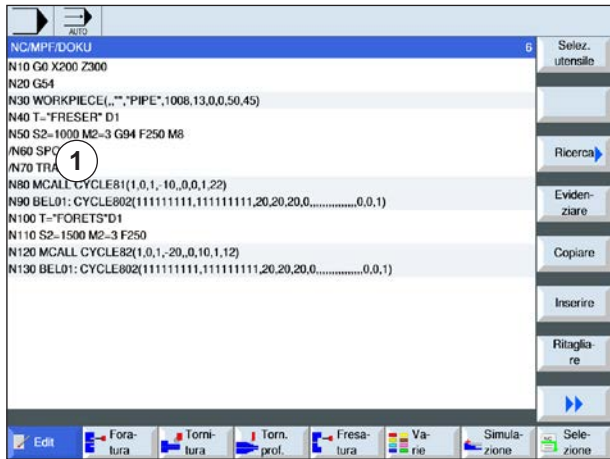 AUTO
NC/MPF/DOKU 6
N10 G0 X200 Z300
N20 G54
N30 WORKPIECE(,,"","PIPE",1008,13,0,0,50,45)
N40 T="FRESER" D1
N50 S2=1000 M2=3 G94 F250 M8
/N60 SPO
/N70 TRA
1
N80 MCALL CYCLE81(1,0,1,-10,,0,0,1,22)
N90 BEL01: CYCLE802(111111111,111111111,20,20,20,0,,,,,,,,,,,,,,,0,0,1)
N100 T="FORETS"D1
N110 S2=1500 M2=3 F250
N120 MCALL CYCLE82(1,0,1,-20,,0,10,1,12)
N130 BEL01: CYCLE802(111111111,111111111,20,20,20,0,,,,,,,,,,,,,,,0,0,1)
Selez.
utensile
Ricerca
Eviden-
ziare
Copiare
Inserire
Ritaglia-
re
Edit
Fora-
tura
Torni-
tura
Torn.
prof.
Fresa-
tura
Va-
rie
Simula-
zione
NC
Sele-
zione